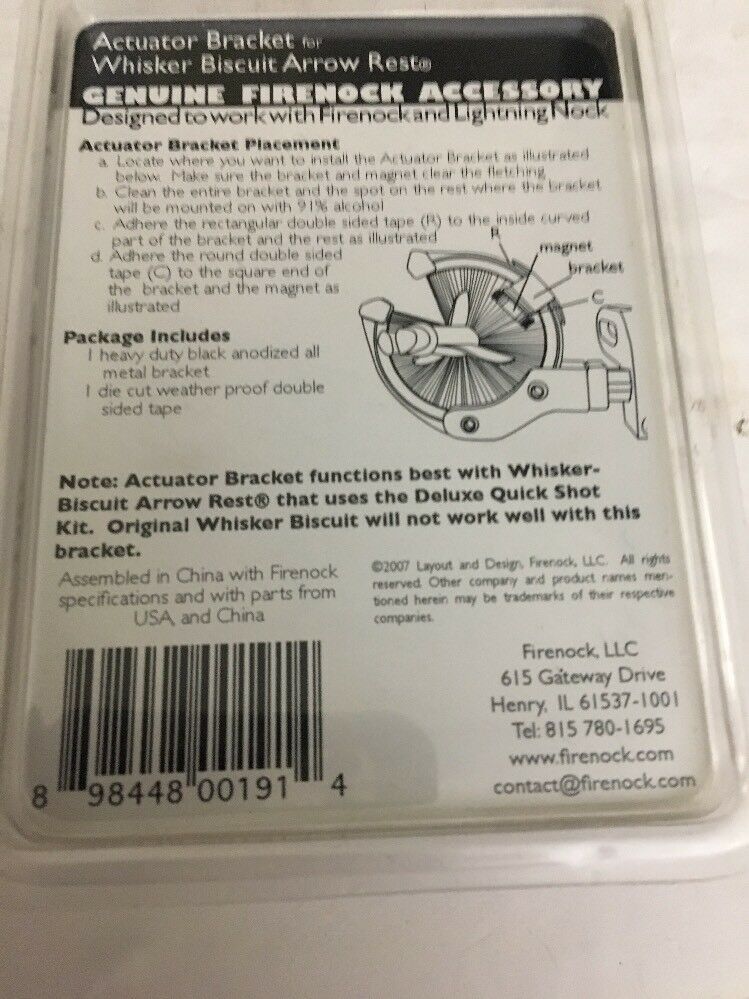 Actuator Bracket for
Whisker Biscuit Arrow Rest®
GENUINE FIRENOCK ACCESSORY
Designed to work with Firenock and Lightning Nock
Actuator Bracket Placement
a. Locate where you want to install the Actuator Bracket as illustrated
below. Make sure the bracket and magnet clear the fletching
b. Clean the entire bracket and the spot on the rest where the bracket
will be mounted on with 91% alcohol
c. Adhere the rectangular double sided tape (R) to the inside curved
part of the bracket and the rest as illustrated
d. Adhere the round double sided
tape (C) to the square end of
the bracket and the magnet as
illustrated
R
magnet
bracket
C
Package Includes
1 heavy duty black anodized all
metal bracket
1 die cut weather proof double
sided tape
Note: Actuator Bracket functions best with Whisker-
Biscuit Arrow Rest® that uses the Deluxe Quick Shot
Kit. Original Whisker Biscuit will not work well with this
bracket.
Assembled in China with Firenock
specifications and with parts from
USA, and China
©2007 Layout and Design, Firenock, LLC. All rights
reserved. Other company and product names men-
tioned herein may be trademarks of their respective
companies.
Firenock, LLC
615 Gateway Drive
Henry, IL 61537-1001
Tel: 815 780-1695
www.firenock.com
contact@firenock.com
8 98448 00191 4